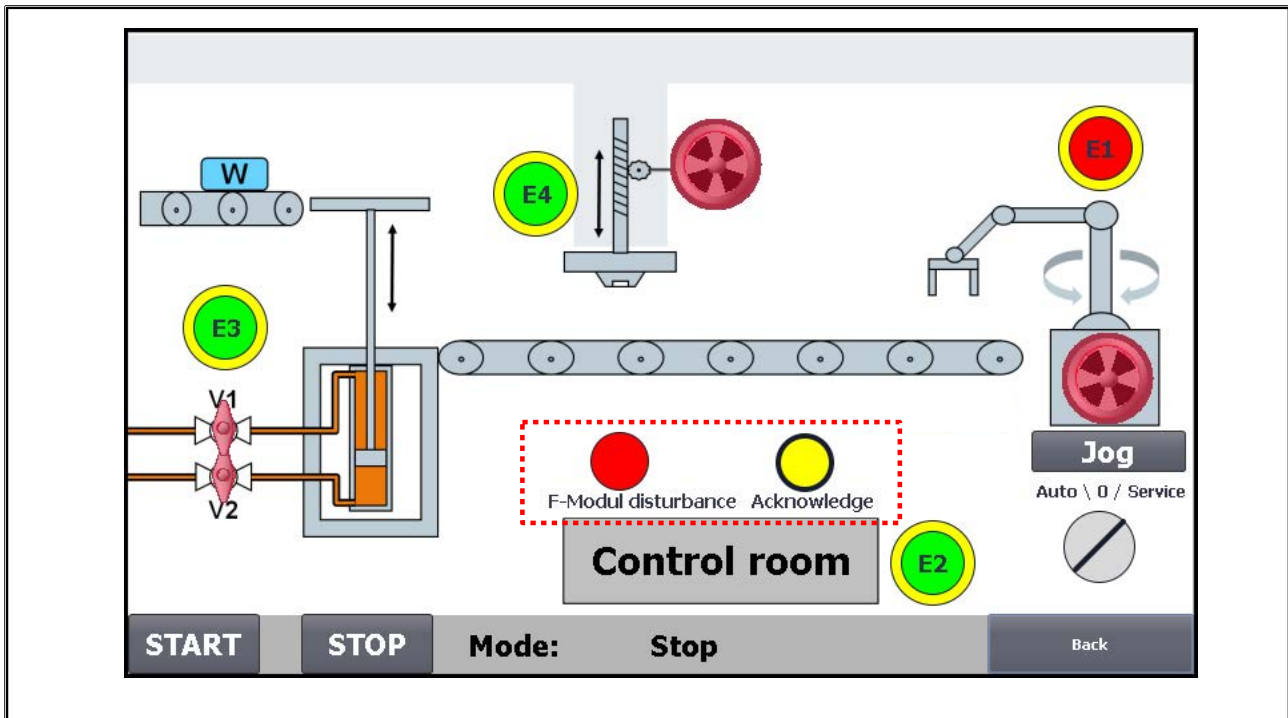 E1
W
E4
E3
V1
V2
Jog
Auto \ 0 / Service
F-Modul disturbance
Acknowledge
Control room
E2
START
STOP
Mode:
Stop
Back